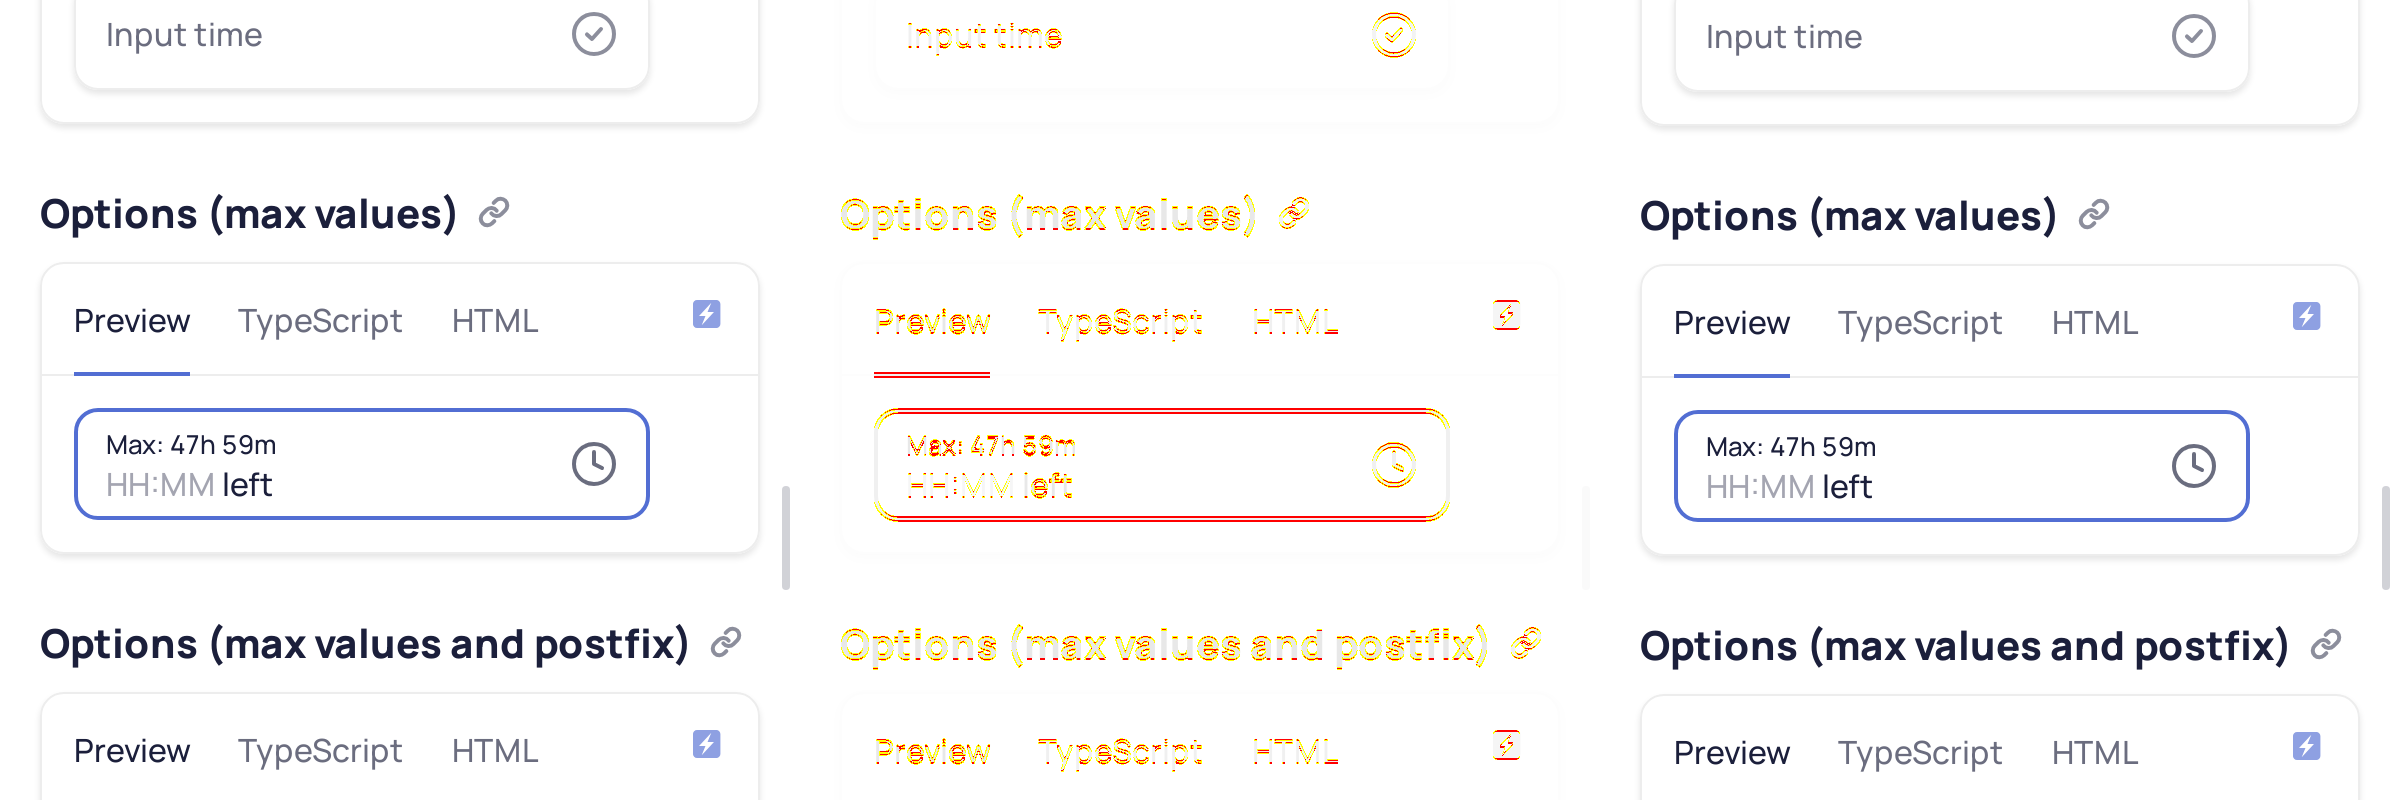 Input time
Options (max values)
Preview TypeScript HTML
Max: 47h 59m
HH:MM left
Options (max values and postfix)
Preview TypeScript HTML
Input time
Options (max values)
Preview TypeScript HTML
Max: 47h 59m
HH:MM left
Options (max values and postfix)
Preview TypeScript HTML
Input time
Options (max values)
Preview TypeScript HTML
Max: 47h 59m
HH:MM left
Options (max values and postfix)
Preview TypeScript HTML